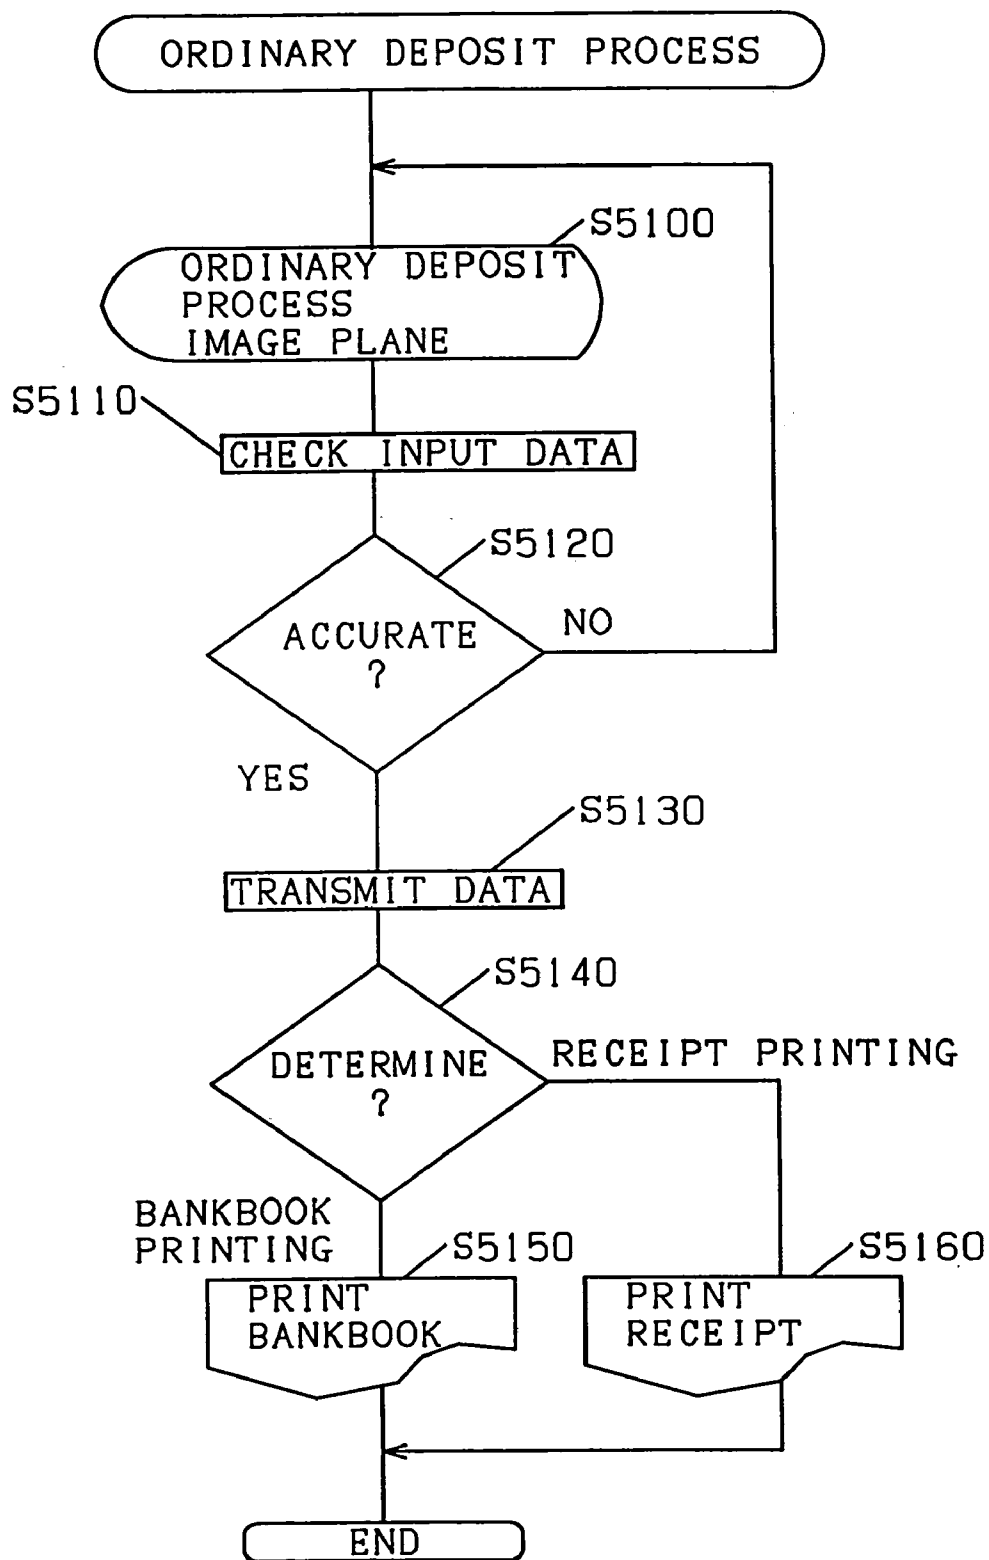 ORDINARY DEPOSIT PROCESS
S5100
ORDINARY DEPOSIT
PROCESS
IMAGE PLANE
S5110
CHECK INPUT DATA
S5120
ACCURATE
?
NO
YES
S5130
TRANSMIT DATA
S5140
DETERMINE
?
RECEIPT PRINTING
BANKBOOK
PRINTING
S5150
PRINT
BANKBOOK
S5160
PRINT
RECEIPT
END